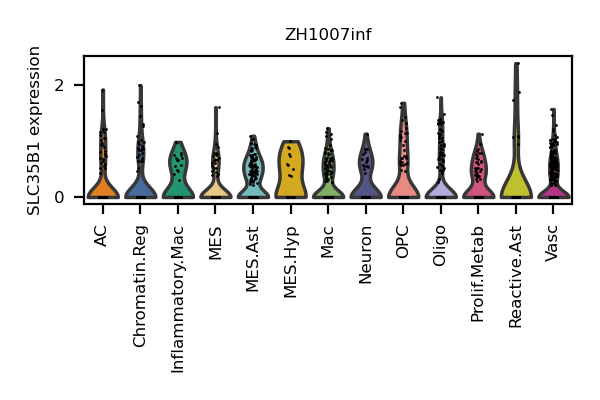 ZH1007inf
SLC35B1 expression
2
0
AC
Chromatin.Reg
Inflammatory.Mac
MES
MES.Ast
MES.Hyp
Mac
Neuron
OPC
Oligo
Prolif.Metab
Reactive.Ast
Vasc